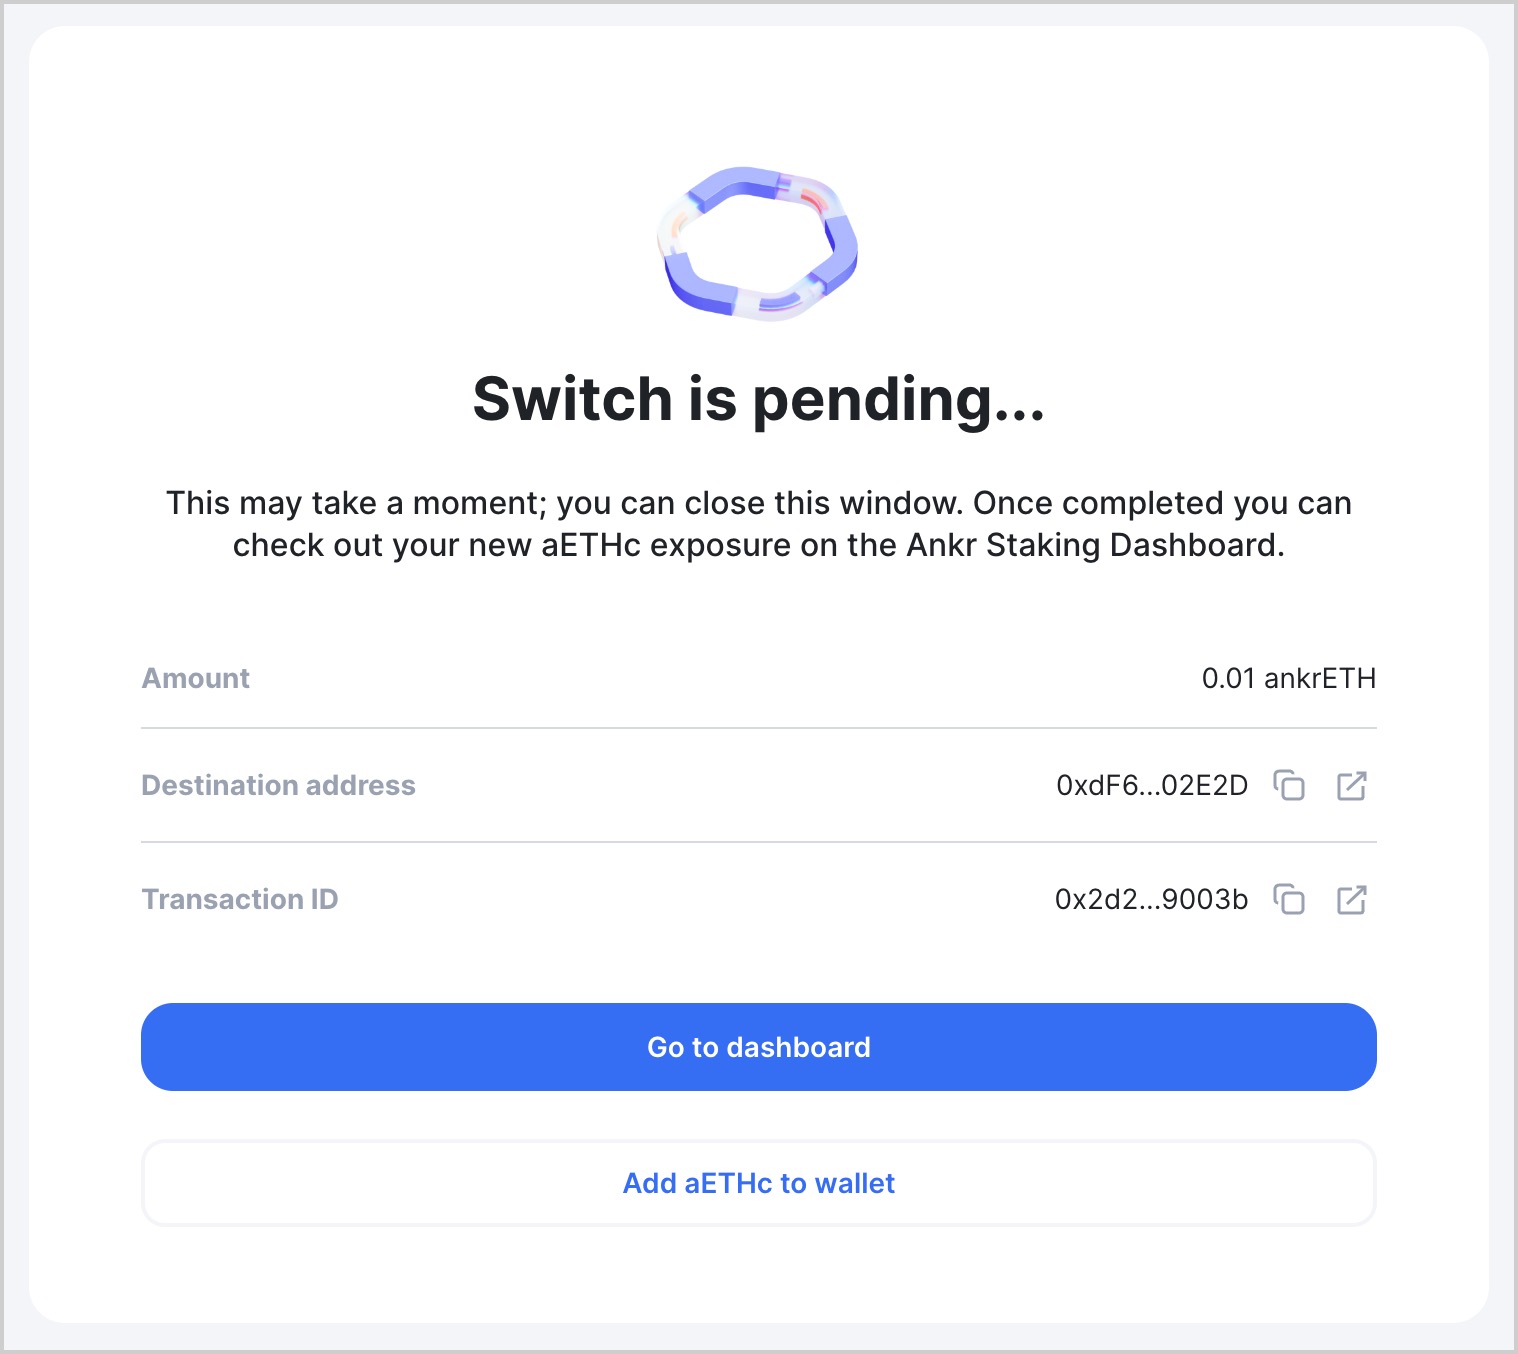 Switch is pending...
This may take a moment; you can close this window. Once completed you can
check out your new aETHc exposure on the Ankr Staking Dashboard.
Amount 0.01 ankrETH
Destination address 0xdF6...02E2D
Transaction ID 0x2d2...9003b
Go to dashboard
Add aETHc to wallet